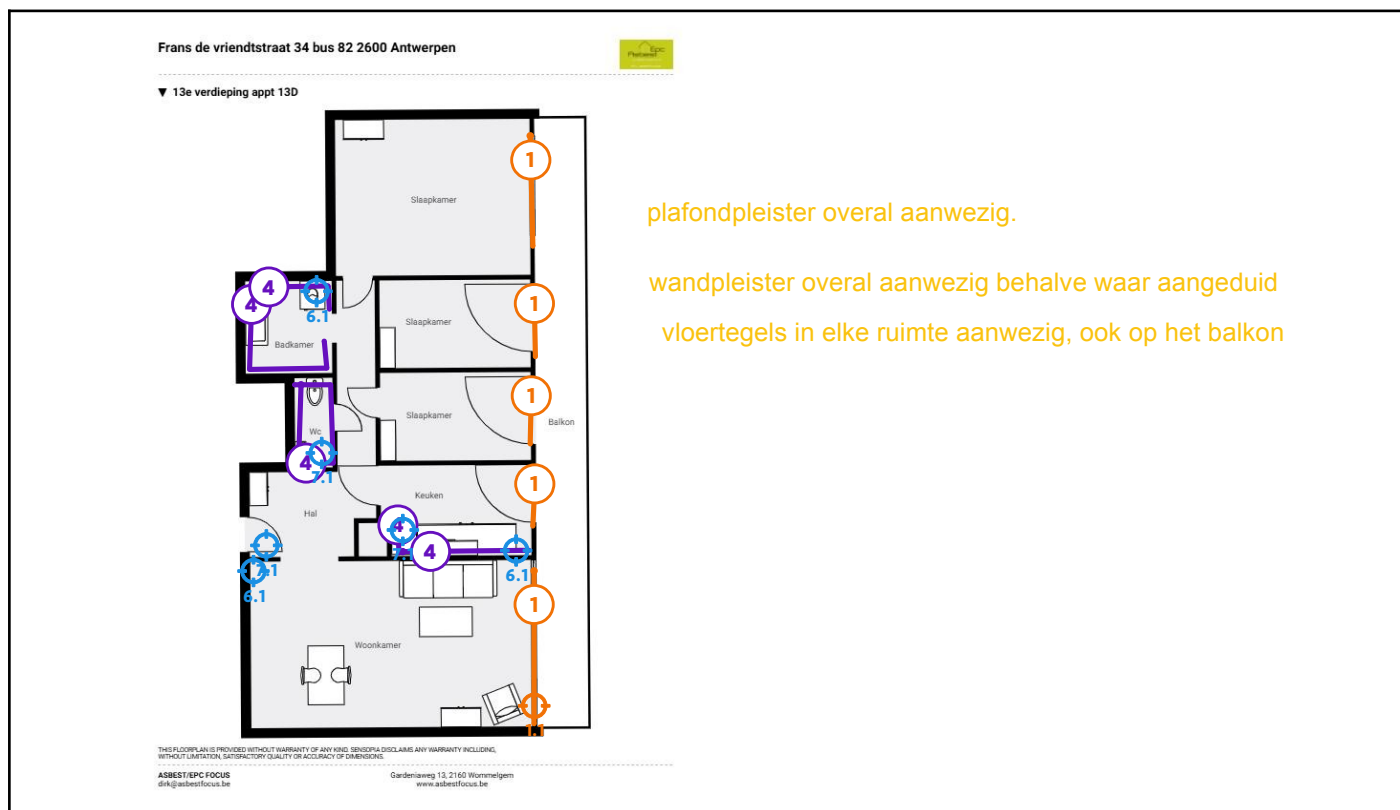 Frans de vriendtstraat 34 bus 82 2600 Antwerpen
Epc
▼ 13e verdieping appt 13D
Slaapkamer
1
plafondpleister overal aanwezig.
wandpleister overal aanwezig behalve waar aangeduid
vloertegels in elke ruimte aanwezig, ook op het balkon
4
4
6.1
Slaapkamer
1
Badkamer
Slaapkamer
1
Balkon
Wc
4
7.1
Keuken
1
Hal
4
4
6.1
7.1
6.1
1
Woonkamer
1.1
THIS FLOORPLAN IS PROVIDED WITHOUT WARRANTY OF ANY KIND. SENSOPIA DISCLAIMS ANY WARRANTY INCLUDING,
WITHOUT LIMITATION, SATISFACTORY QUALITY OR ACCURACY OF DIMENSIONS.
ASBEST/EPC FOCUS
dirk@asbestfocus.be
Gardeniaweg 13, 2160 Wommelgem
www.asbestfocus.be